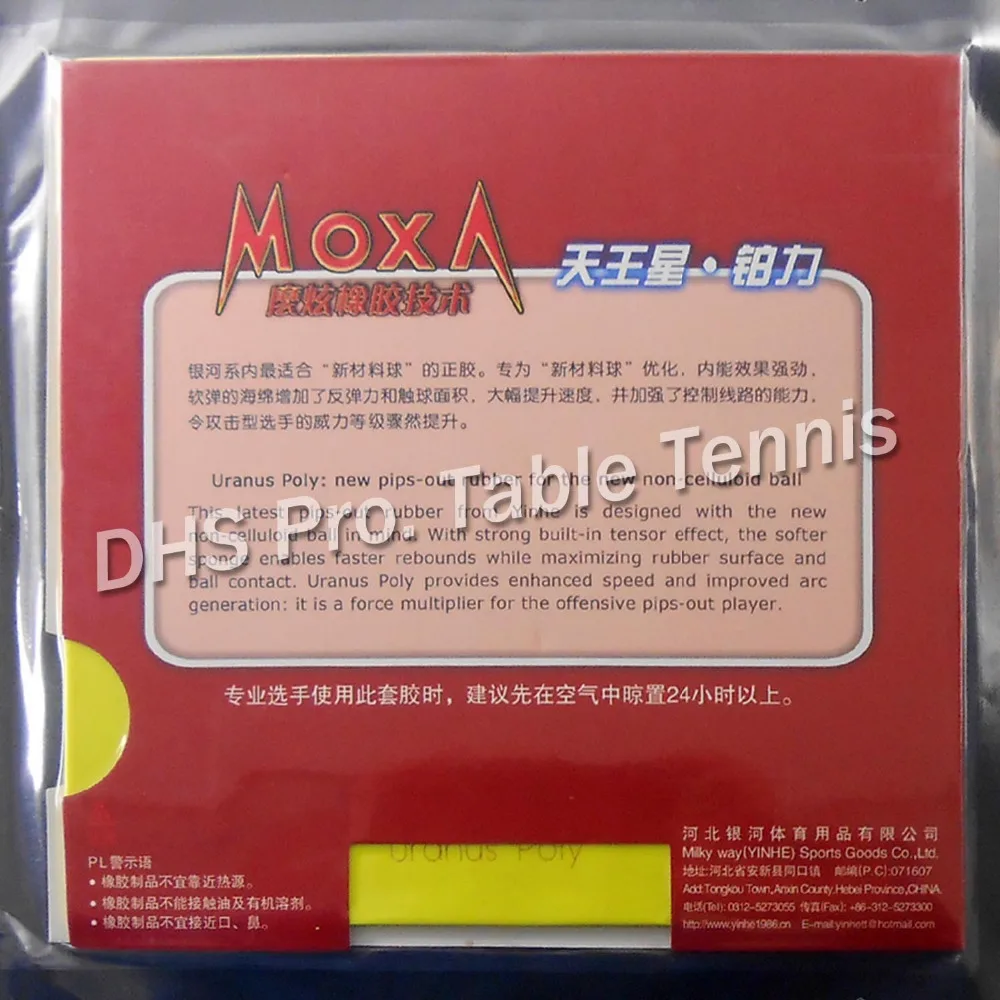 MOXA
魔炫橡胶技术
天王星·铂力
银河系内最适合“新材料球”的正胶。专为“新材料球”优化，内能效果强劲，
软弹的海绵增加了反弹力和触球面积，大幅提升速度，并加强了控制线路的能力，
令攻击型选手的威力等级骤然提升。
Uranus Poly: new pips-out rubber for the new non-celluloid ball
This latest pips-out rubber from Yinhe is designed with the new
non-celluloid ball in mind! With strong built-in tensor effect, the softer
sponge enables faster rebounds while maximizing rubber surface and
ball contact. Uranus Poly provides enhanced speed and improved arc
generation: it is a force multiplier for the offensive pips-out player.
DHS Pro. Table Tennis
专业选手使用此套胶时，建议先在空气中晾置24小时以上。
PL警示语
• 橡胶制品不宜靠近热源。
• 橡胶制品不能接触油及有机溶剂。
• 橡胶制品不宜接近口、鼻。
Uranus Poly
河北银河体育用品有限公司
Milky way(YINHE) Sports Goods Co.,Ltd.
地址:河北省安新县同口镇 邮编(P.C):071607
Add:Tongkou Town, Anxin County, Hebei Province, CHINA.
电话(Tel): 0312-5273055 传真(Fax): +86-312-5273300
http://www.yinhe1986.cn E-mail:yinhett@hotmail.com